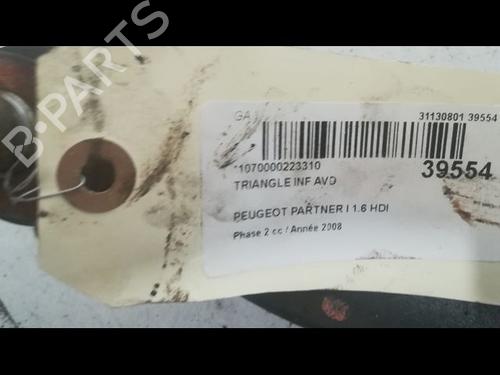 B-PARTS
GA
31130801 39554
*1070000223310
39554
TRIANGLE INF AVD
PEUGEOT PARTNER I 1.6 HDI
Phase 2 cc / Année 2008